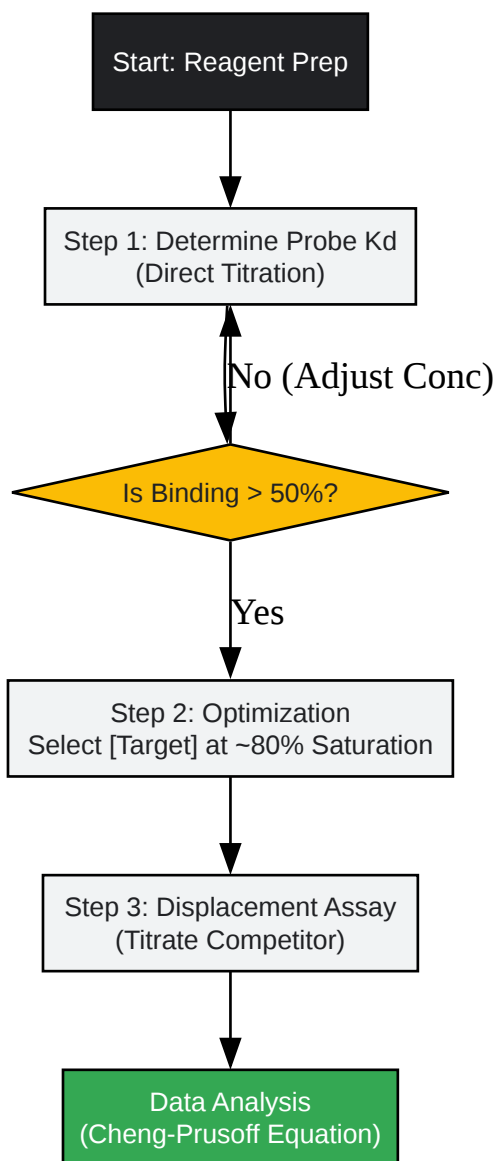 Start: Reagent Prep
Step 1: Determine Probe Kd
(Direct Titration)
No (Adjust Conc)
Is Binding > 50%?
Yes
Step 2: Optimization
Select [Target] at ~80% Saturation
Step 3: Displacement Assay
(Titrate Competitor)
Data Analysis
(Cheng-Prusoff Equation)